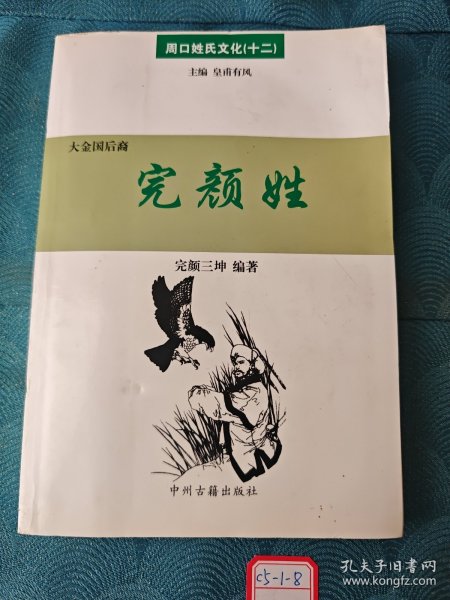 周口姓氏文化(十二)
主编 皇甫有风
大金国后裔
完颜姓
完颜三坤 编著
中州古籍出版社
C5-1-8
孔夫子旧书网
www.kongfz.com